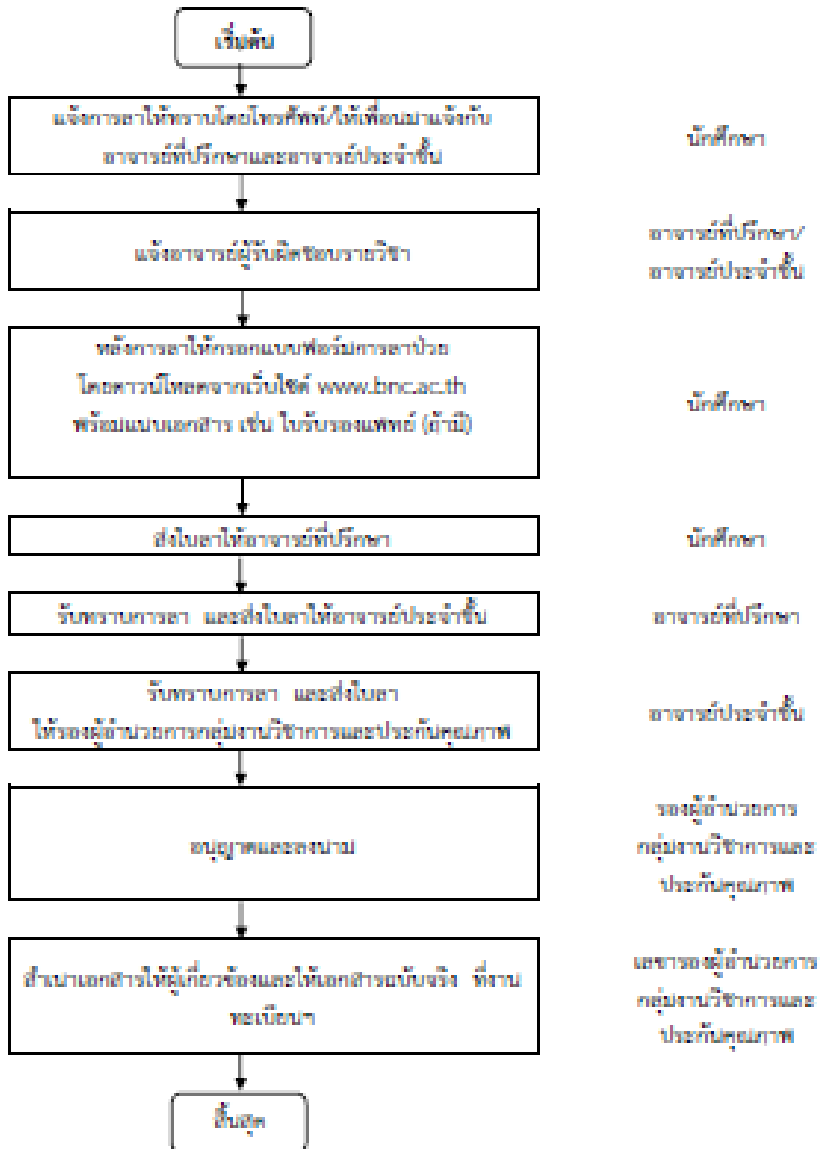 เริ่มต้น
แจ้งการลาให้ทราบโดยโทรศัพท์/ให้เพื่อนมาแจ้งกับ
อาจารย์ที่ปรึกษาและอาจารย์ประจำชั้น
นักศึกษา
แจ้งอาจารย์ผู้รับผิดชอบรายวิชา
อาจารย์ที่ปรึกษา/
อาจารย์ประจำชั้น
หลังการลาให้กรอกแบบฟอร์มการลาป่วย
โดยดาวน์โหลดจากเว็บไซต์ www.bnc.ac.th
พร้อมแนบเอกสาร เช่น ใบรับรองแพทย์ (ถ้ามี)
นักศึกษา
ส่งใบลาให้อาจารย์ที่ปรึกษา
นักศึกษา
รับทราบการลา และส่งใบลาให้อาจารย์ประจำชั้น
อาจารย์ที่ปรึกษา
รับทราบการลา และส่งใบลา
ให้รองผู้อำนวยการกลุ่มงานวิชาการและประกันคุณภาพ
อาจารย์ประจำชั้น
อนุญาตและลงนาม
รองผู้อำนวยการ
กลุ่มงานวิชาการและ
ประกันคุณภาพ
สำเนาเอกสารให้ผู้เกี่ยวข้องและให้เอกสารฉบับจริง ที่งาน
ทะเบียนฯ
เลขารองผู้อำนวยการ
กลุ่มงานวิชาการและ
ประกันคุณภาพ
สิ้นสุด